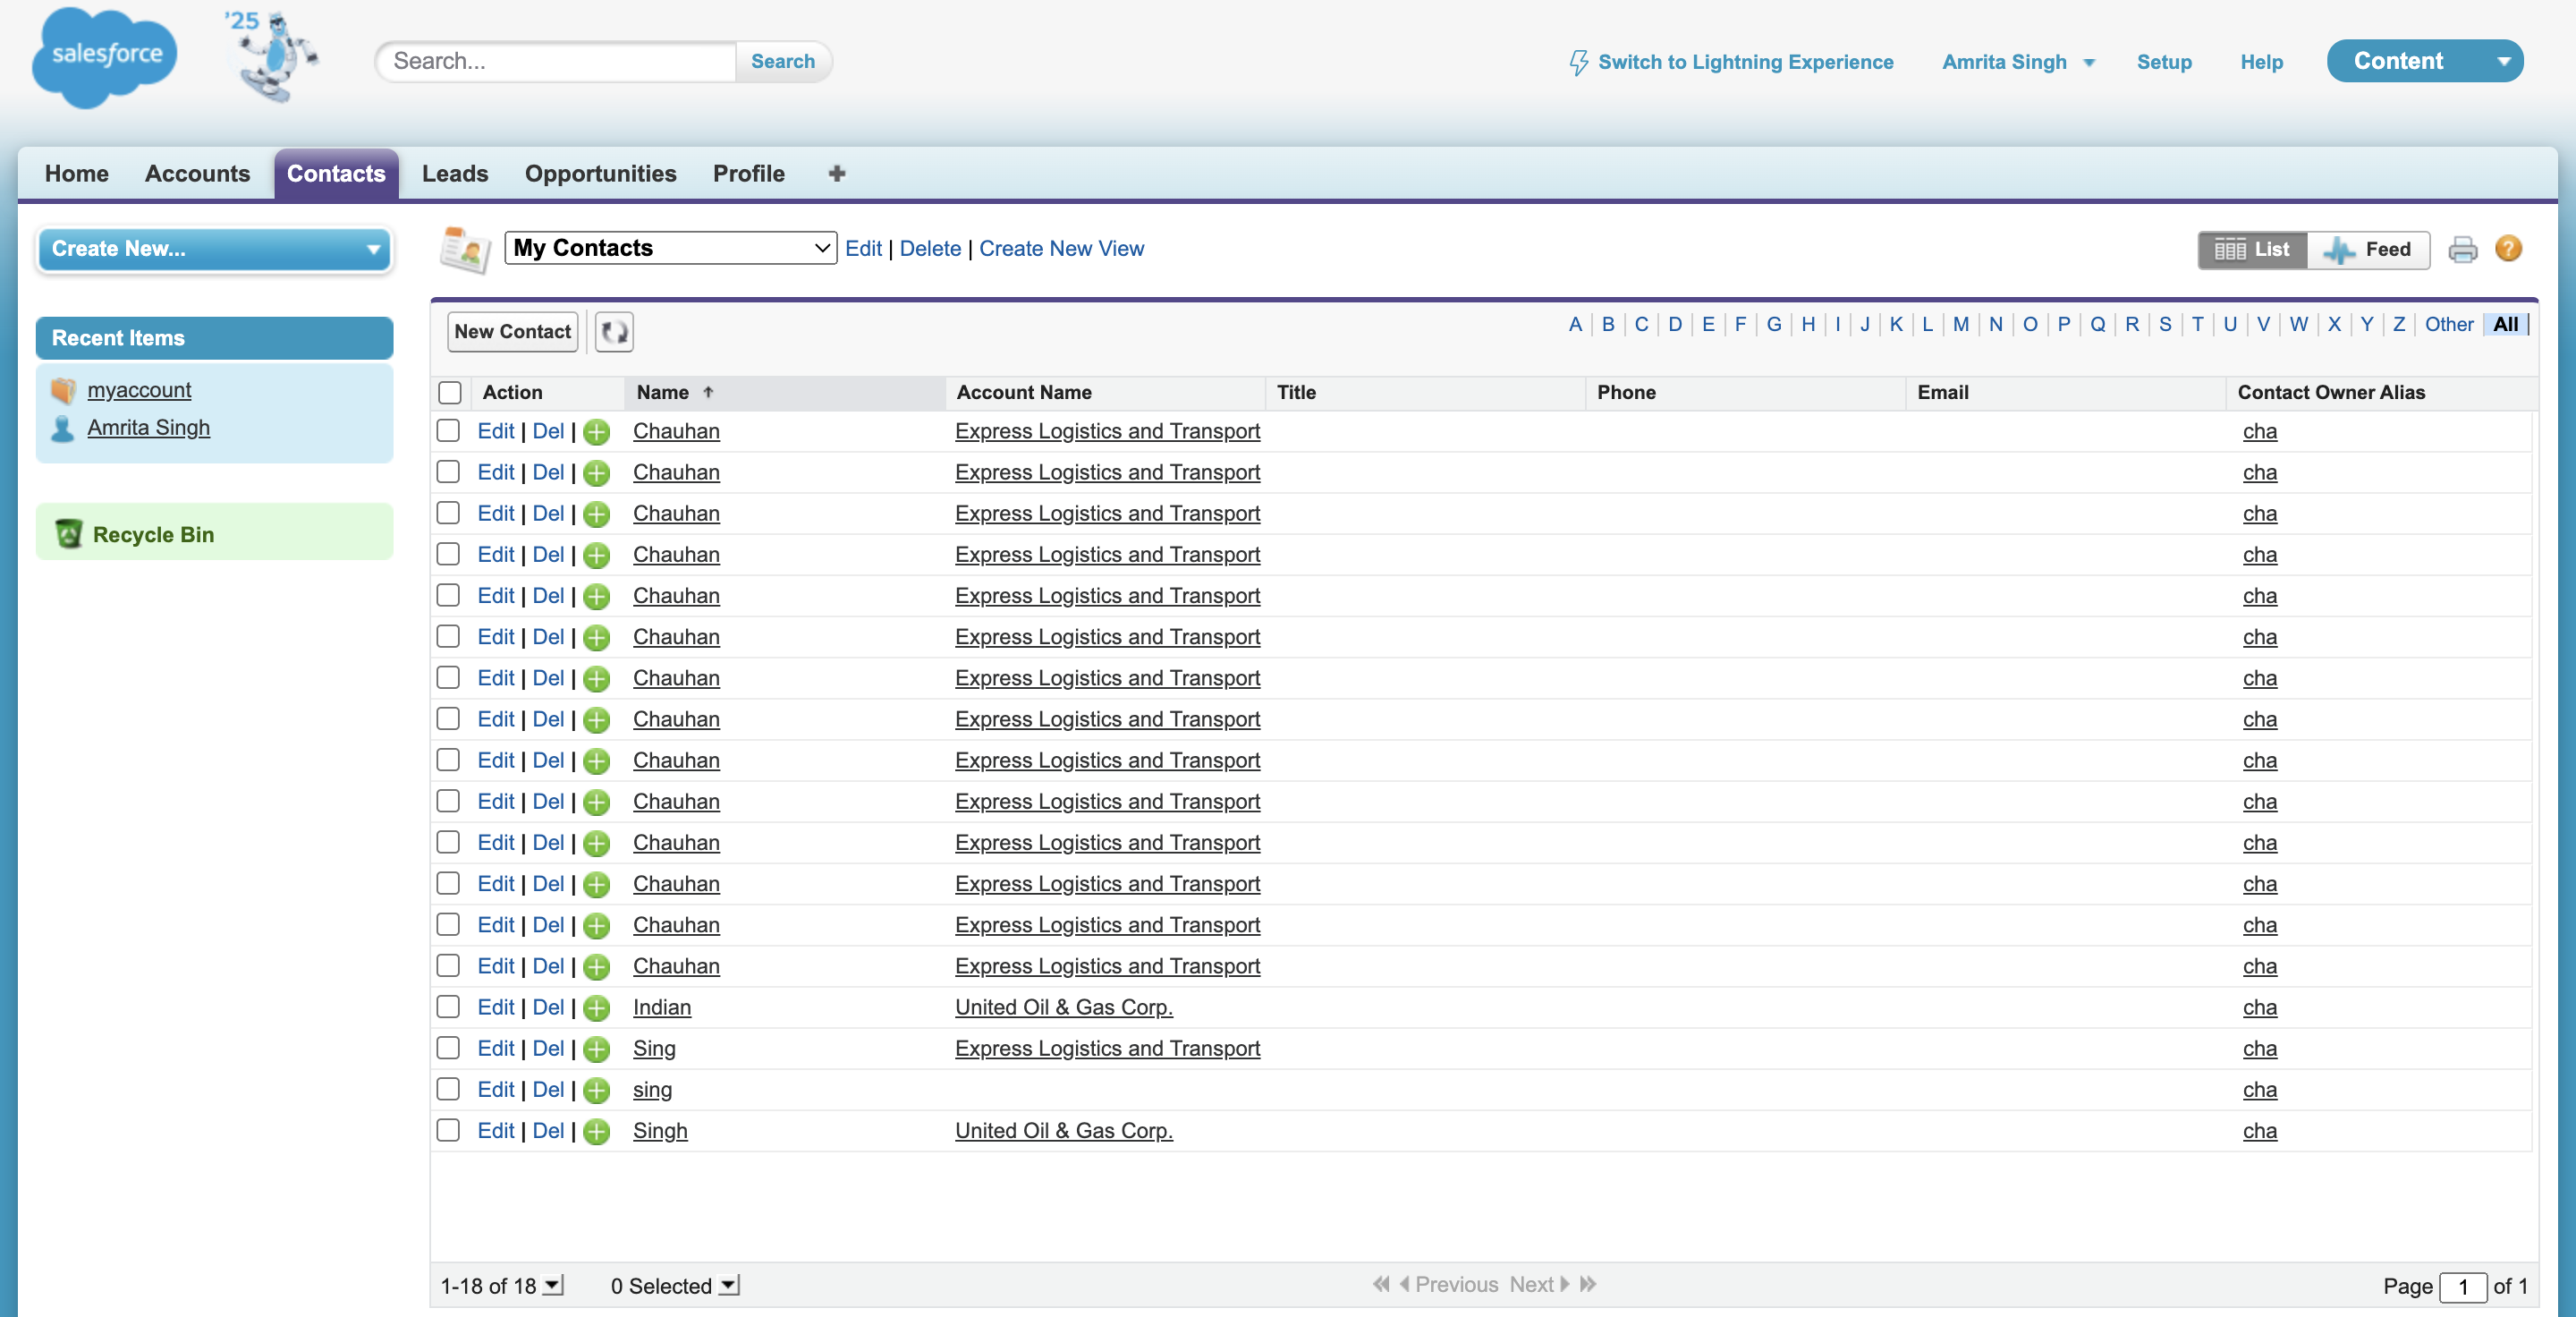 salesforce
'25
Search...
Search
Switch to Lightning Experience
Amrita Singh
Setup
Help
Content
Home Accounts Contacts Leads Opportunities Profile +
Create New...
Recent Items
myaccount
Amrita Singh
Recycle Bin
My Contacts
Edit | Delete | Create New View
List
Feed
?
New Contact
A | B | C | D | E | F | G | H | I | J | K | L | M | N | O | P | Q | R | S | T | U | V | W | X | Y | Z | Other | All
Action Name ↑ Account Name Title Phone Email Contact Owner Alias
Edit | Del | Chauhan Express Logistics and Transport cha
Edit | Del | Chauhan Express Logistics and Transport cha
Edit | Del | Chauhan Express Logistics and Transport cha
Edit | Del | Chauhan Express Logistics and Transport cha
Edit | Del | Chauhan Express Logistics and Transport cha
Edit | Del | Chauhan Express Logistics and Transport cha
Edit | Del | Chauhan Express Logistics and Transport cha
Edit | Del | Chauhan Express Logistics and Transport cha
Edit | Del | Chauhan Express Logistics and Transport cha
Edit | Del | Chauhan Express Logistics and Transport cha
Edit | Del | Chauhan Express Logistics and Transport cha
Edit | Del | Chauhan Express Logistics and Transport cha
Edit | Del | Chauhan Express Logistics and Transport cha
Edit | Del | Chauhan Express Logistics and Transport cha
Edit | Del | Indian United Oil & Gas Corp. cha
Edit | Del | Sing Express Logistics and Transport cha
Edit | Del | sing cha
Edit | Del | Singh United Oil & Gas Corp. cha
1-18 of 18
0 Selected
Previous Next
Page 1 of 1